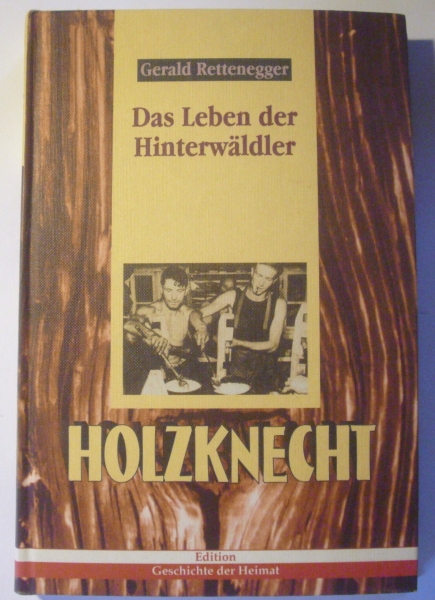 Gerald Rettenegger
Das Leben der
Hinterwäldler
HOLZKNECHT
Edition
Geschichte der Heimat